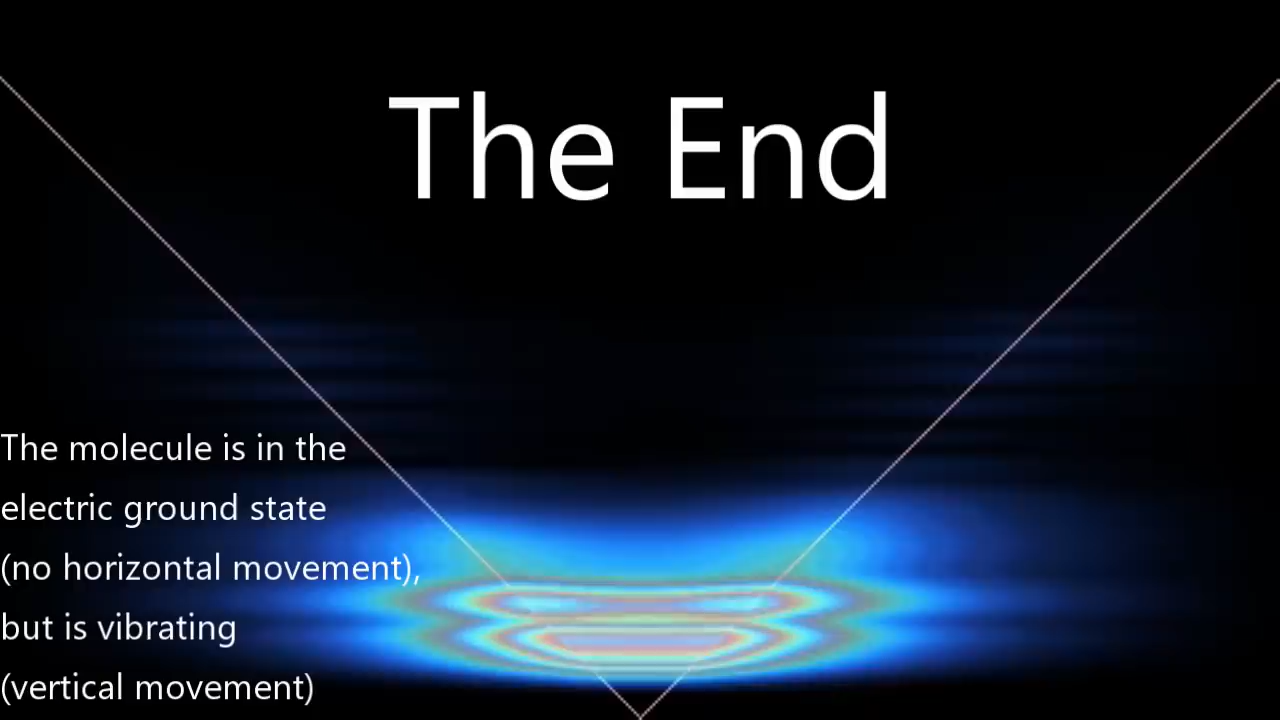 The End
The molecule is in the
electric ground state
(no horizontal movement),
but is vibrating
(vertical movement)